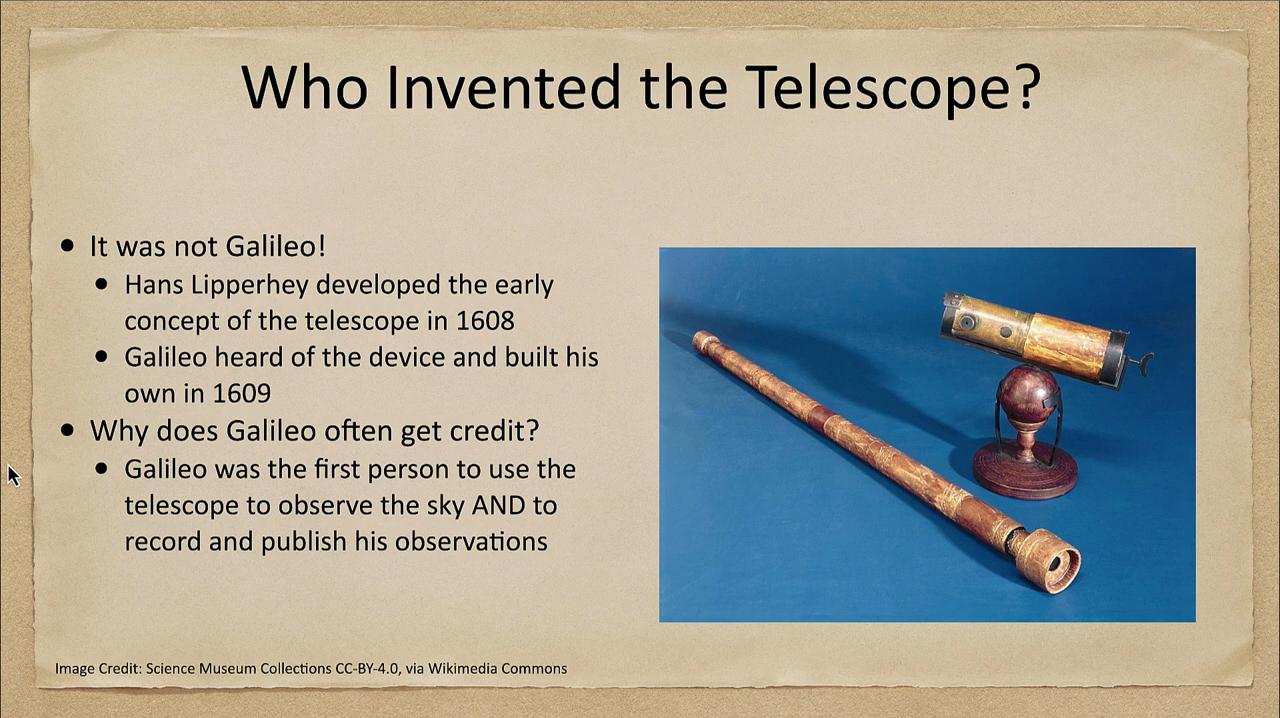 Who Invented the Telescope?
It was not Galileo!
Hans Lipperhey developed the early
concept of the telescope in 1608
Galileo heard of the device and built his
own in 1609
Why does Galileo often get credit?
Galileo was the first person to use the
telescope to observe the sky AND to
record and publish his observations
Image Credit: Science Museum Collections CC-BY-4.0, via Wikimedia Commons